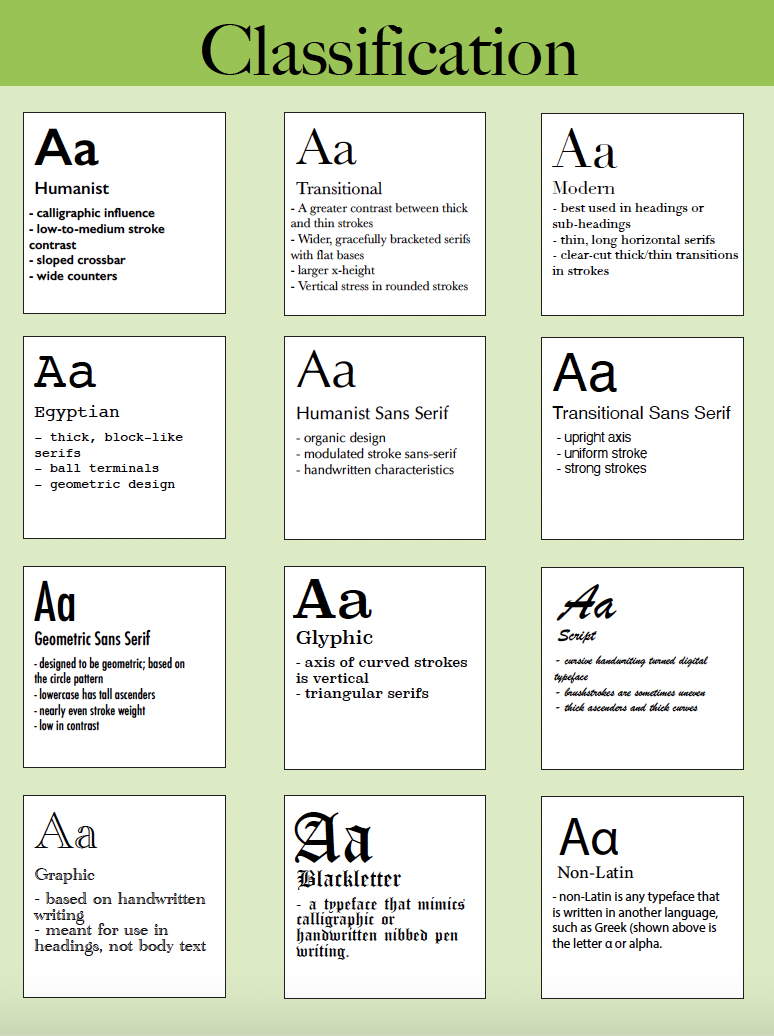 Classification
Aa
Humanist
- calligraphic influence
- low-to-medium stroke
contrast
- sloped crossbar
- wide counters
Aa
Transitional
- A greater contrast between thick
and thin strokes
- Wider, gracefully bracketed serifs
with flat bases
- larger x-height
- Vertical stress in rounded strokes
Aa
Modern
- best used in headings or
sub-headings
- thin, long horizontal serifs
- clear-cut thick/thin transitions
in strokes
Aa
Egyptian
- thick, block-like
serifs
- ball terminals
- geometric design
Aa
Humanist Sans Serif
- organic design
- modulated stroke sans-serif
- handwritten characteristics
Aa
Transitional Sans Serif
- upright axis
- uniform stroke
- strong strokes
Aa
Geometric Sans Serif
- designed to be geometric; based on
the circle pattern
- lowercase has tall ascenders
- nearly even stroke weight
- low in contrast
Aa
Glyphic
- axis of curved strokes
is vertical
- triangular serifs
Aa
Script
- cursive handwriting turned digital
typeface
- brushstrokes are sometimes uneven
- thick ascenders and thick curves
Aa
Graphic
- based on handwritten
writing
- meant for use in
headings, not body text
Aa
Blackletter
- a typeface that mimics
calligraphic or
handwritten nibbed pen
writing.
Αα
Non-Latin
- non-Latin is any typeface that
is written in another language,
such as Greek (shown above is
the letter α or alpha.